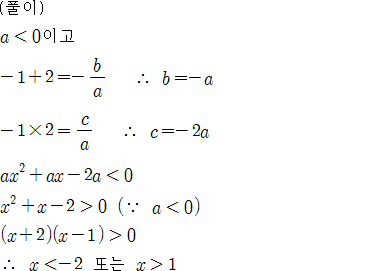 (풀이)
a < 0이고
-1+2 = -b/a ∴ b = -a
-1×2 = c/a ∴ c = -2a
ax²+ax-2a < 0
x²+x-2 > 0 (∵ a < 0)
(x+2)(x-1) > 0
∴ x < -2 또는 x > 1